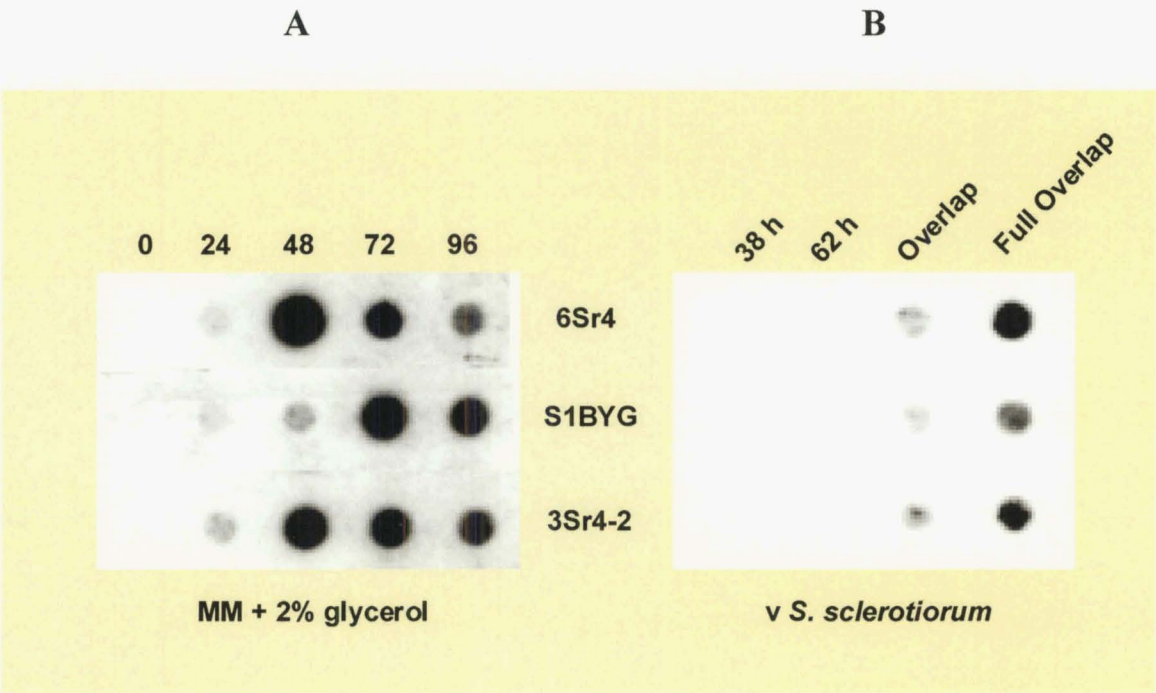 A B
0 24 48 72 96
38 h 62 h Overlap Full Overlap
6Sr4
S1BYG
3Sr4-2
MM + 2% glycerol
v S. sclerotiorum